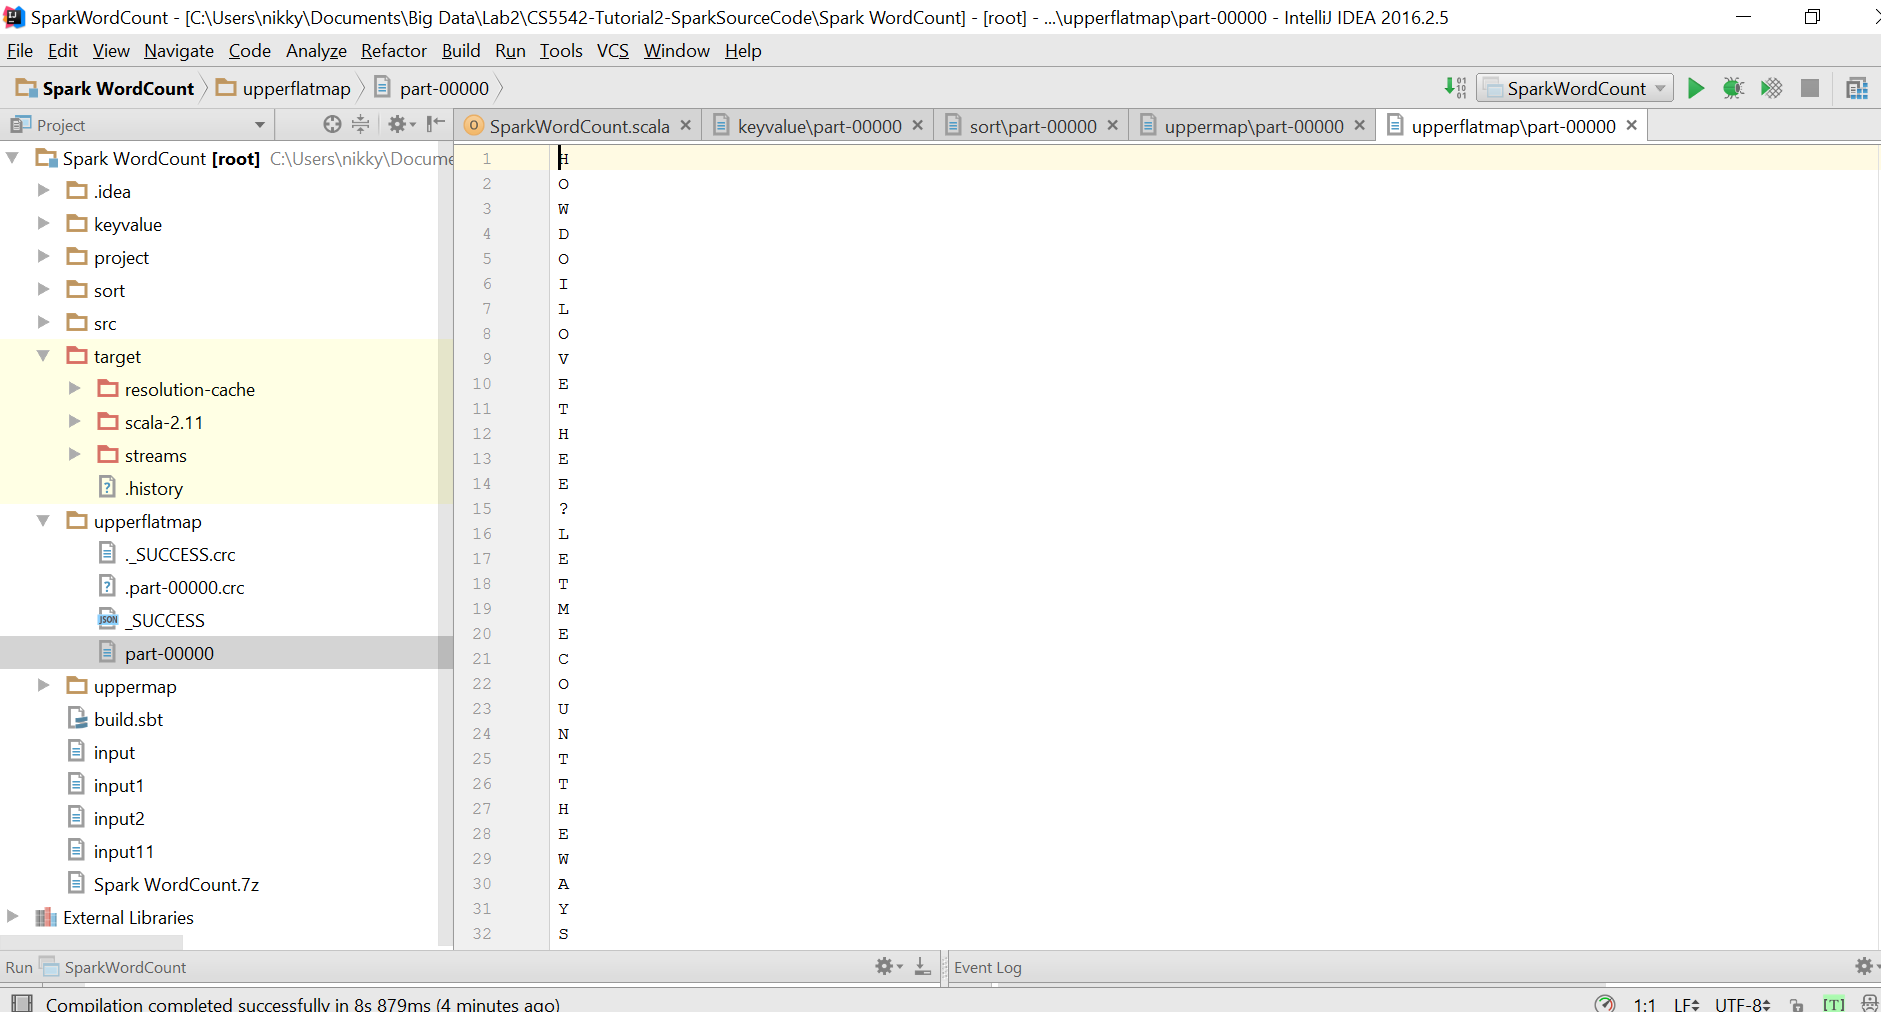 SparkWordCount - [C:\Users\nikky\Documents\Big Data\Lab2\CS5542-Tutorial2-SparkSourceCode\Spark WordCount] - [root] - ...\upperflatmap\part-00000 - IntelliJ IDEA 2016.2.5
File Edit View Navigate Code Analyze Refactor Build Run Tools VCS Window Help
Spark WordCount upperflatmap part-00000 SparkWordCount
Project SparkWordCount.scala keyvalue\part-00000 sort\part-00000 uppermap\part-00000 upperflatmap\part-00000
Spark WordCount [root] C:\Users\nikky\Docume
.idea
keyvalue
project
sort
src
target
resolution-cache
scala-2.11
streams
.history
upperflatmap
._SUCCESS.crc
.part-00000.crc
_SUCCESS
part-00000
uppermap
build.sbt
input
input1
input2
input11
Spark WordCount.7z
External Libraries
1 H
2 O
3 W
4 D
5 O
6 I
7 L
8 O
9 V
10 E
11 T
12 H
13 E
14 E
15 ?
16 L
17 E
18 T
19 M
20 E
21 C
22 O
23 U
24 N
25 T
26 T
27 H
28 E
29 W
30 A
31 Y
32 S
Run SparkWordCount Event Log
Compilation completed successfully in 8s 879ms (4 minutes ago) 1:1 LF UTF-8 [T]